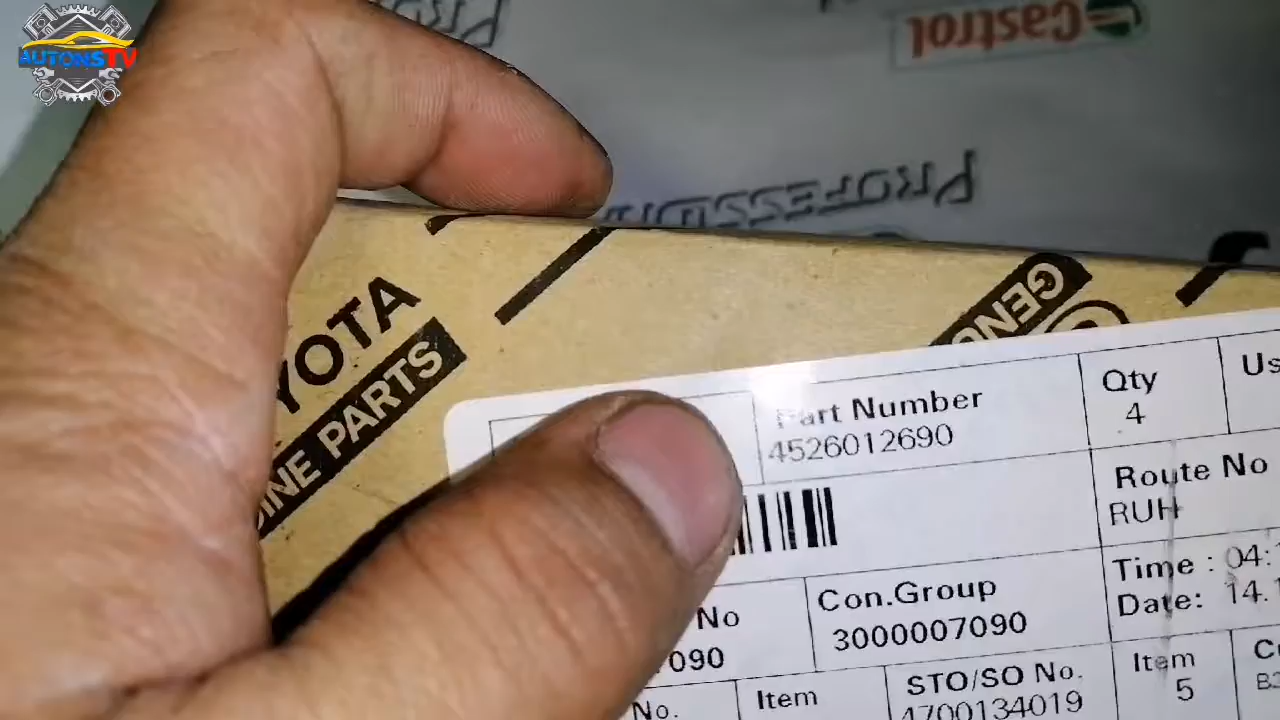 AUTONSTV
Castrol
PROFESSIONAL
TOYOTA
GENUINE PARTS
Part Number
4526012690
Qty
4
Route No
RUH
Con.Group
3000007090
No
090
Time : 04:
Date: 14.
STO/SO No.
4700134019
Item
5
No.
Item